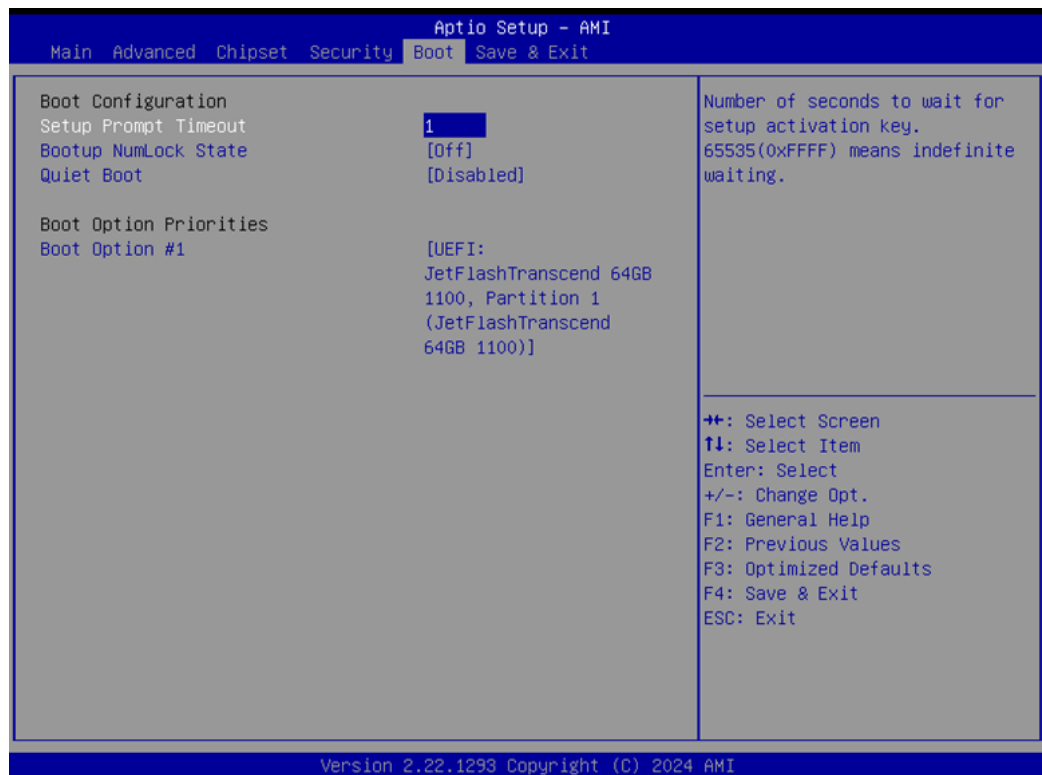 Aptio Setup – AMI
Main Advanced Chipset Security Boot Save & Exit
Boot Configuration
Setup Prompt Timeout 1
Bootup NumLock State [Off]
Quiet Boot [Disabled]
Boot Option Priorities
Boot Option #1 [UEFI:
JetFlashTranscend 64GB
1100, Partition 1
(JetFlashTranscend
64GB 1100)]
Number of seconds to wait for
setup activation key.
65535(0xFFFF) means indefinite
waiting.
→←: Select Screen
↑↓: Select Item
Enter: Select
+/-: Change Opt.
F1: General Help
F2: Previous Values
F3: Optimized Defaults
F4: Save & Exit
ESC: Exit
Version 2.22.1293 Copyright (C) 2024 AMI